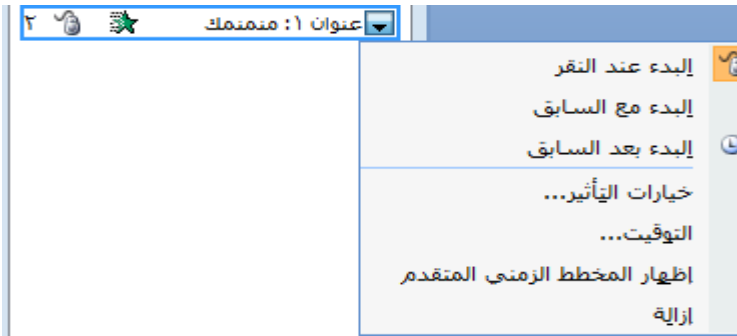 ٢ عنوان ١: منمنمك
البدء عند النقر
البدء مع السابق
البدء بعد السابق
خيارات التأثير...
التوقيت...
إظهار المخطط الزمني المتقدم
إزالة